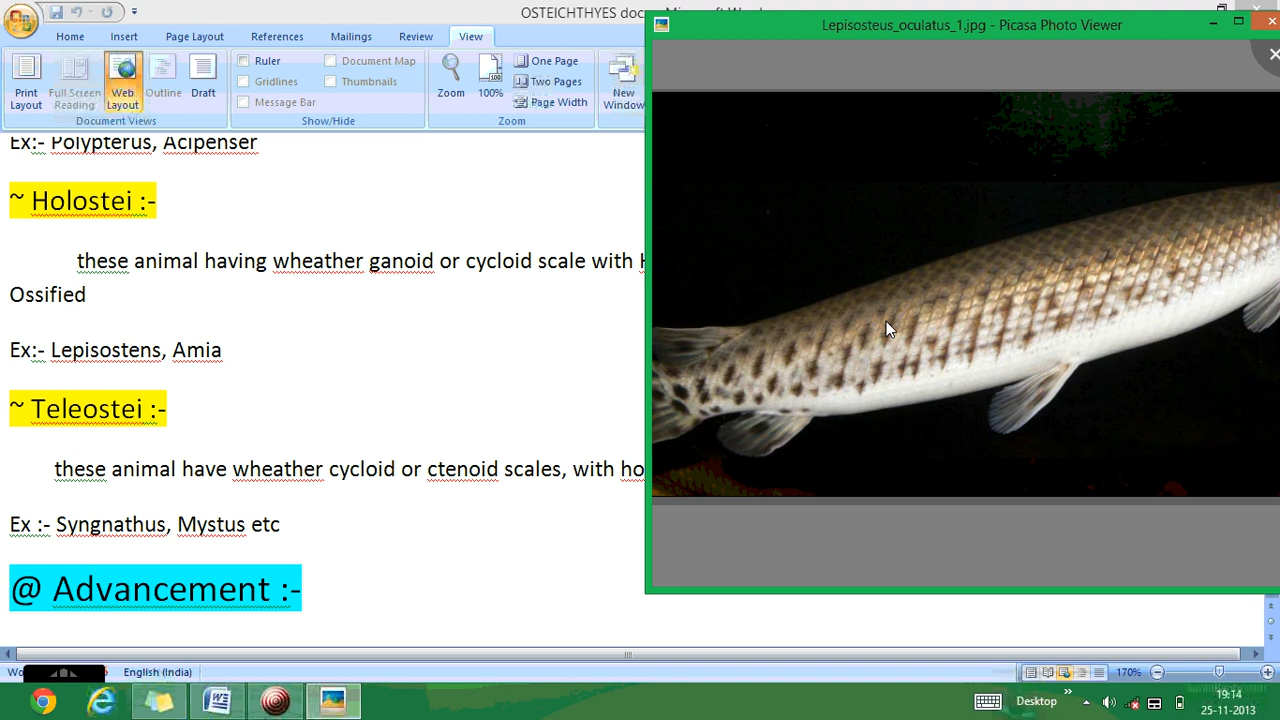 OSTEICHTHYES doc
Lepisosteus_oculatus_1.jpg - Picasa Photo Viewer
Home Insert Page Layout References Mailings Review View
Print Layout
Full Screen Reading
Web Layout
Outline
Draft
Document Views
Ruler
Gridlines
Message Bar
Document Map
Thumbnails
Show/Hide
Zoom
100%
One Page
Two Pages
Page Width
Zoom
New Window
Ex:- Polypterus, Acipenser
~ Holostei :-
these animal having wheather ganoid or cycloid scale with
Ossified
Ex:- Lepisostens, Amia
~ Teleostei :-
these animal have wheather cycloid or ctenoid scales, with ho
Ex :- Syngnathus, Mystus etc
@ Advancement :-
English (India)
170%
Desktop
19:14
25-11-2013